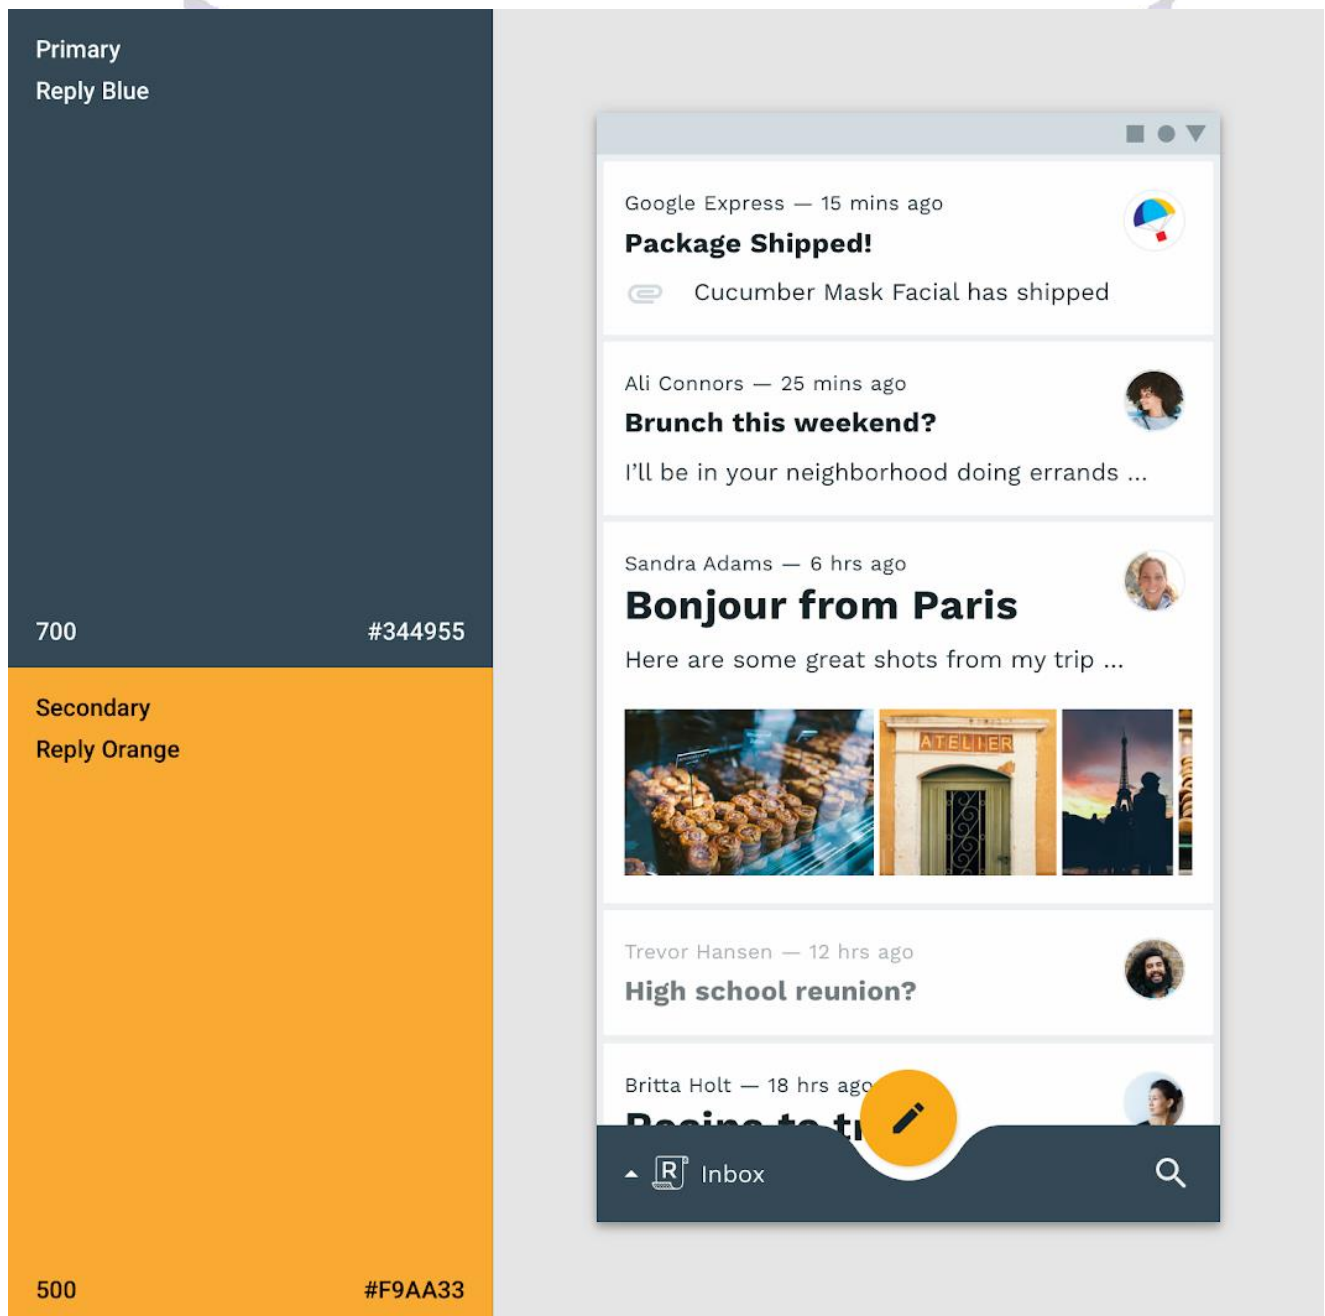 Primary
Reply Blue
700 #344955
Secondary
Reply Orange
500 #F9AA33
Google Express — 15 mins ago
Package Shipped!
Cucumber Mask Facial has shipped
Ali Connors — 25 mins ago
Brunch this weekend?
I’ll be in your neighborhood doing errands ...
Sandra Adams — 6 hrs ago
Bonjour from Paris
Here are some great shots from my trip ...
ATELIER
Trevor Hansen — 12 hrs ago
High school reunion?
Britta Holt — 18 hrs ago
R Inbox